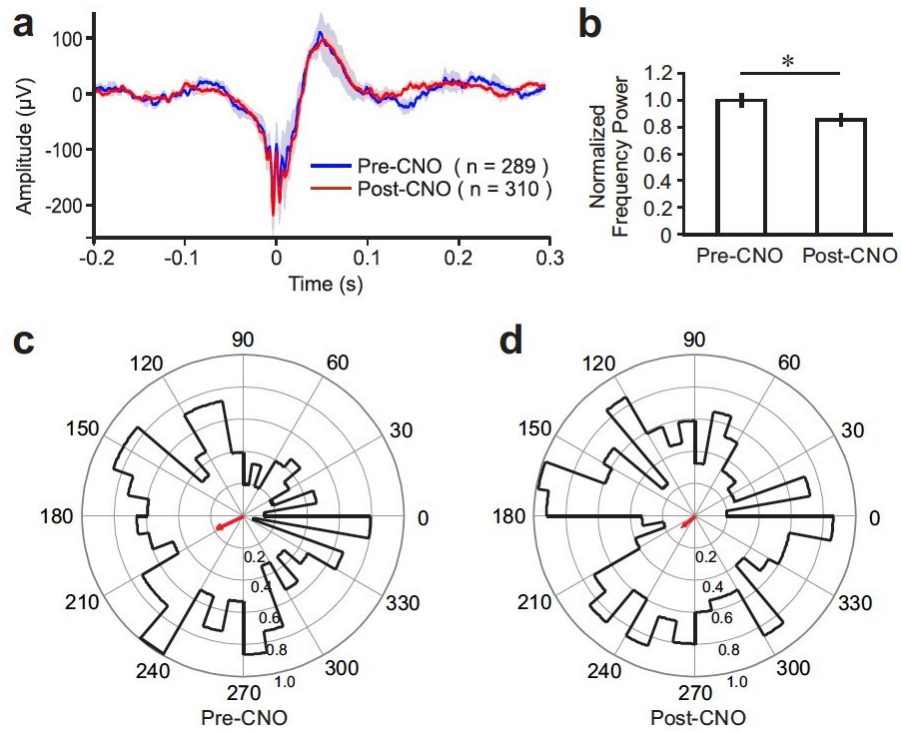 a
Amplitude (µV)
100
0
-100
-200
Pre-CNO ( n = 289 )
Post-CNO ( n = 310 )
-0.2 -0.1 0 0.1 0.2 0.3
Time (s)
b
*
Normalized
Frequency Power
1.2
1.0
0.8
0.6
0.4
0.2
0
Pre-CNO Post-CNO
c
90
120 60
150 30
180 0
0.2
0.4
210 0.6 330
0.8
240 300
270 1.0
Pre-CNO
d
90
120 60
150 30
180 0
0.2
0.4
210 0.6 330
0.8
240 300
270 1.0
Post-CNO